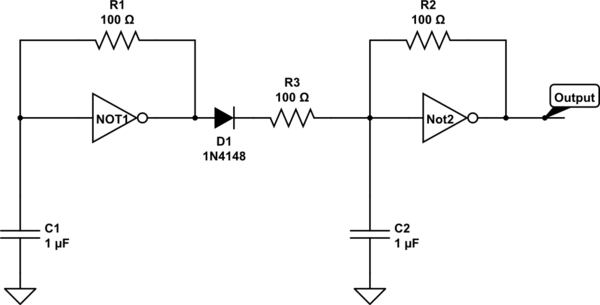 R1
100 Ω
R2
100 Ω
R3
100 Ω
NOT1
Not2
Output
D1
1N4148
C1
1 µF
C2
1 µF